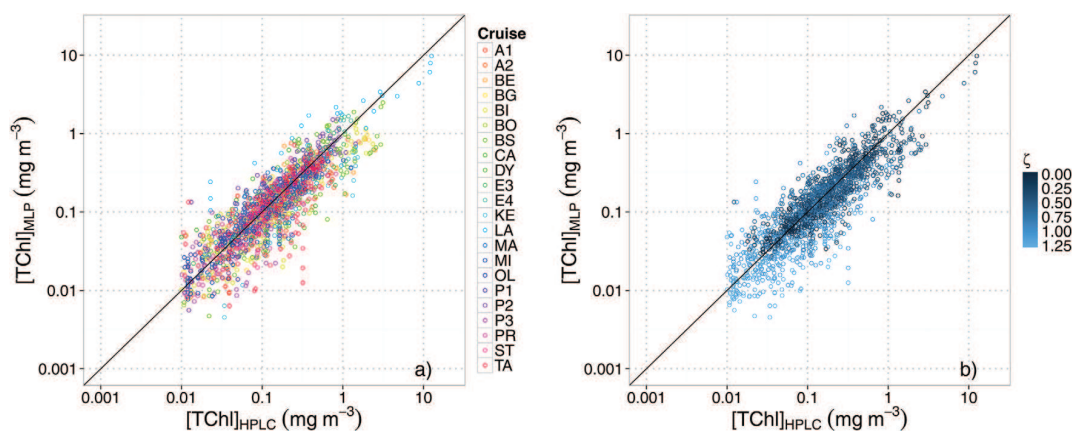 10
1
0.1
0.01
0.001
[TChl]MLP (mg m−3)
0.001 0.01 0.1 1 10
[TChl]HPLC (mg m−3)
a)
Cruise
A1
A2
BE
BG
BI
BO
BS
CA
DY
E3
E4
KE
LA
MA
MI
OL
P1
P2
P3
PR
ST
TA
10
1
0.1
0.01
0.001
[TChl]MLP (mg m−3)
0.001 0.01 0.1 1 10
[TChl]HPLC (mg m−3)
b)
ζ
0.00
0.25
0.50
0.75
1.00
1.25